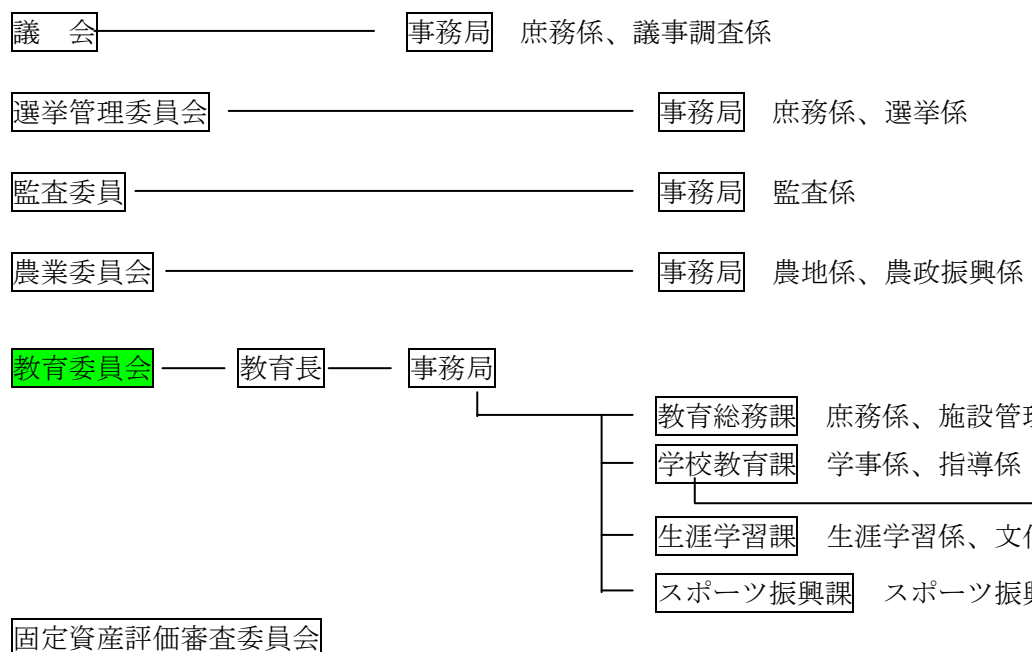 議　会 事務局 庶務係、議事調査係
選挙管理委員会 事務局 庶務係、選挙係
監査委員 事務局 監査係
農業委員会 事務局 農地係、農政振興係
教育委員会 教育長 事務局
教育総務課 庶務係、施設管
学校教育課 学事係、指導係
生涯学習課 生涯学習係、文
スポーツ振興課 スポーツ振
固定資産評価審査委員会